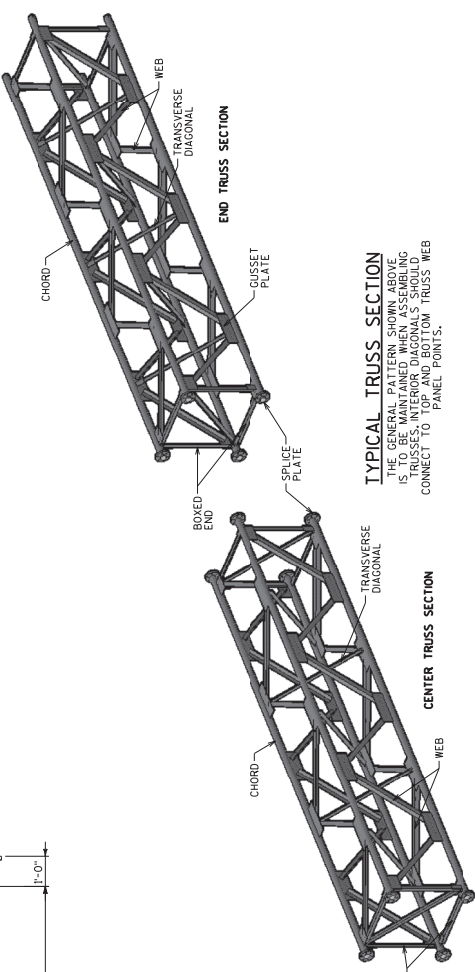 CHORD
WEB
TRANSVERSE
DIAGONAL
END TRUSS SECTION
GUSSET
PLATE
BOXED
END
SPLICE
PLATE
TYPICAL TRUSS SECTION
THE GENERAL PATTERN SHOWN ABOVE
IS TO BE MAINTAINED WHEN ASSEMBLING
TRUSSES. INTERIOR DIAGONALS SHOULD
CONNECT TO TOP AND BOTTOM TRUSS WEB
PANEL POINTS.
CHORD
TRANSVERSE
DIAGONAL
CENTER TRUSS SECTION
WEB
1'-0"